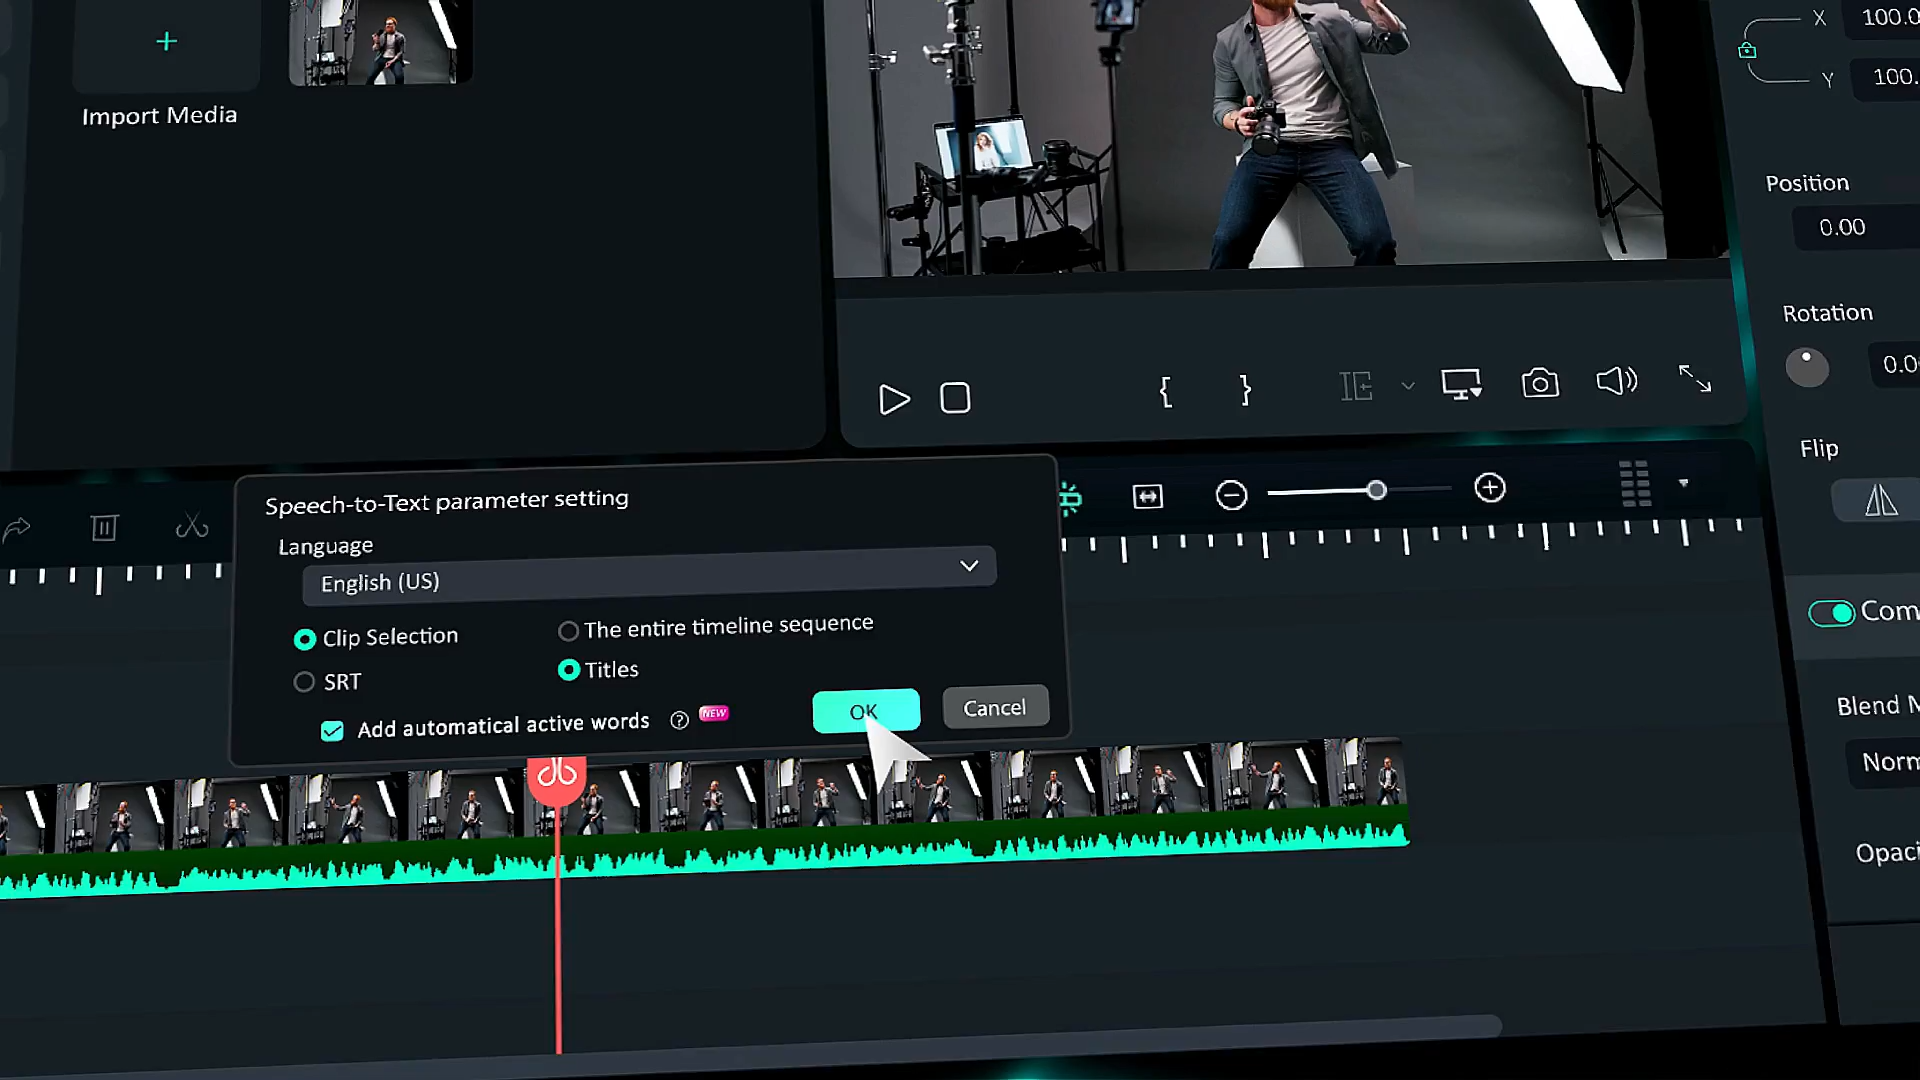 Import Media
X 100.0
Y 100.
Position
0.00
Rotation
0.0
Flip
Speech-to-Text parameter setting
Language
English (US)
Clip Selection
The entire timeline sequence
SRT
Titles
Add automatical active words
NEW
OK
Cancel
Com
Blend M
Norm
Opaci